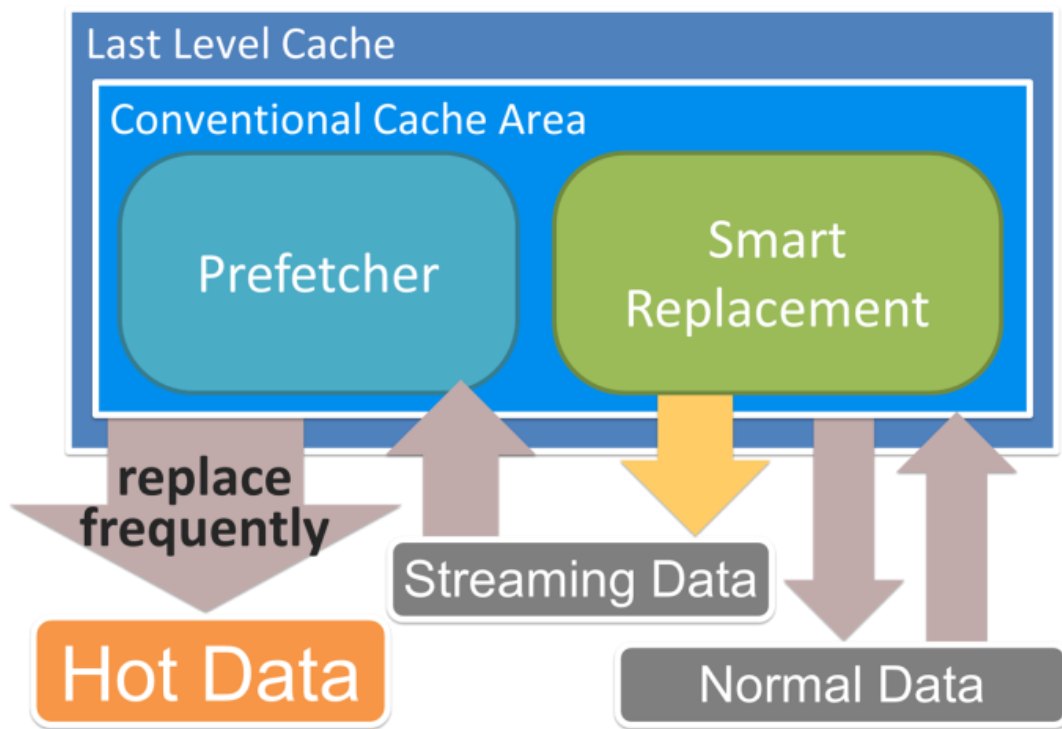 Last Level Cache
Conventional Cache Area
Prefetcher
Smart
Replacement
replace
frequently
Streaming Data
Hot Data
Normal Data